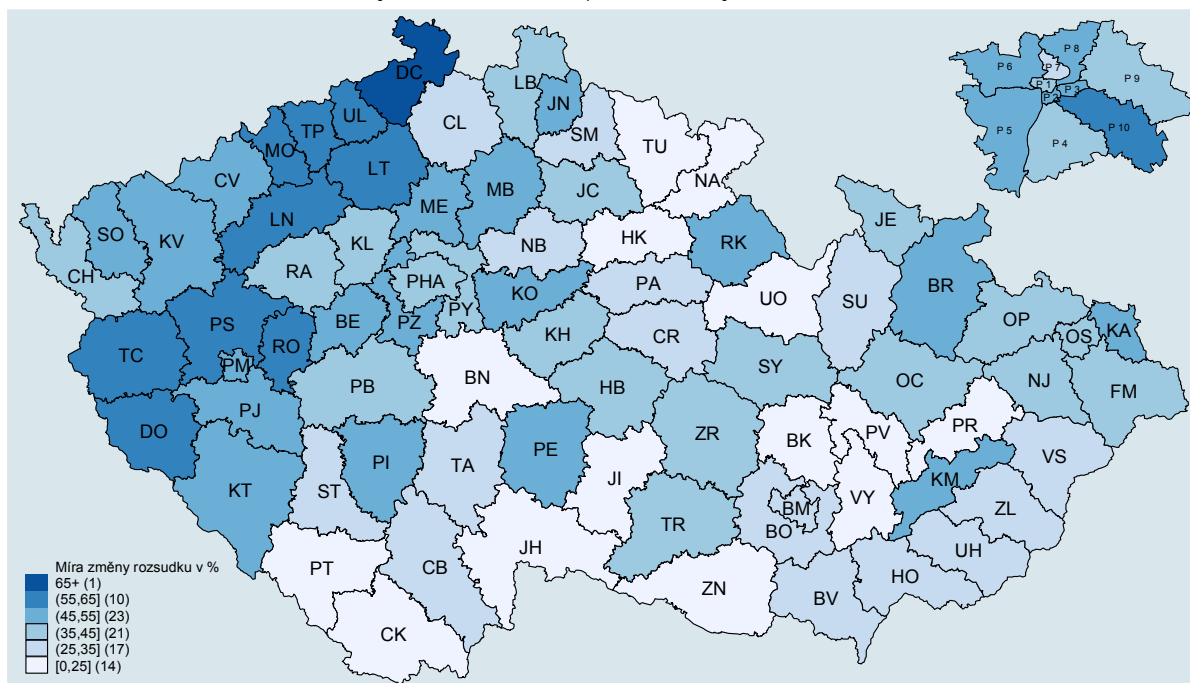 DC
LB
JN
UL
TP
CL
SM
TU
MO
LT
NA
CV
MB
JC
ME
LN
SO
KV
KL
NB
HK
RK
JE
CH
RA
PHA
KO
PA
UO
SU
BR
PS
BE
PZ
PY
OP
KA
TC
RO
KH
CR
OS
PM
BN
SY
PB
HB
OC
NJ
FM
PJ
DO
ZR
PR
PI
TA
PE
BK
PV
VS
KT
ST
JI
KM
VY
BM
ZL
TR
BO
JH
UH
PT
CB
ZN
HO
BV
CK
P 8
P 6
P 7
P 9
P 1
P 3
P 2
P 5
P 10
P 4
Míra změny rozsudku v %
65+ (1)
(55,65] (10)
(45,55] (23)
(35,45] (21)
(25,35] (17)
[0,25] (14)